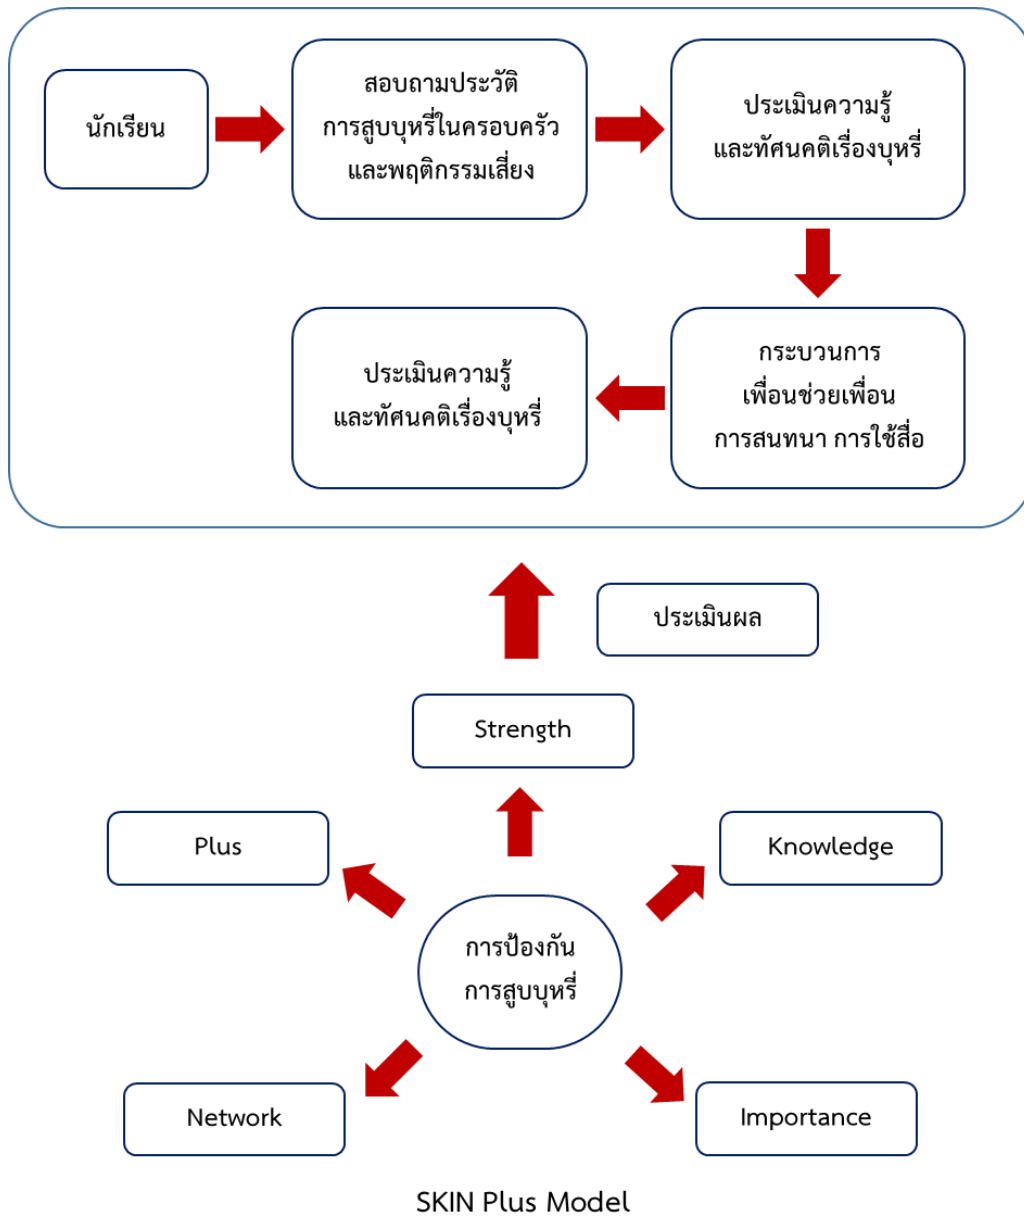 นักเรียน
สอบถามประวัติ
การสูบบุหรี่ในครอบครัว
และพฤติกรรมเสี่ยง
ประเมินความรู้
และทัศนคติเรื่องบุหรี่
ประเมินความรู้
และทัศนคติเรื่องบุหรี่
กระบวนการ
เพื่อนช่วยเพื่อน
การสนทนา การใช้สื่อ
ประเมินผล
Strength
Plus
Knowledge
การป้องกัน
การสูบบุหรี่
Network
Importance
SKIN Plus Model